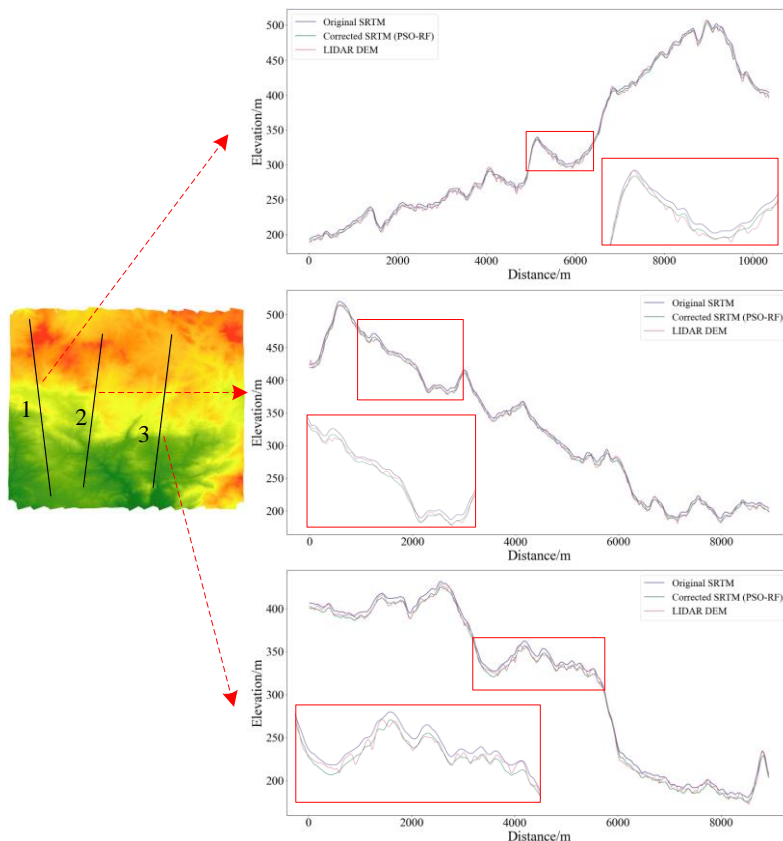 500
450
400
350
300
250
200
Elevation/m
Original SRTM
Corrected SRTM (PSO-RF)
LIDAR DEM
0
2000
4000
6000
8000
10000
Distance/m
1
2
3
500
450
400
350
300
250
200
Elevation/m
Original SRTM
Corrected SRTM (PSO-RF)
LIDAR DEM
0
2000
4000
6000
8000
Distance/m
400
350
300
250
200
Elevation/m
Original SRTM
Corrected SRTM (PSO-RF)
LIDAR DEM
0
2000
4000
6000
8000
Distance/m